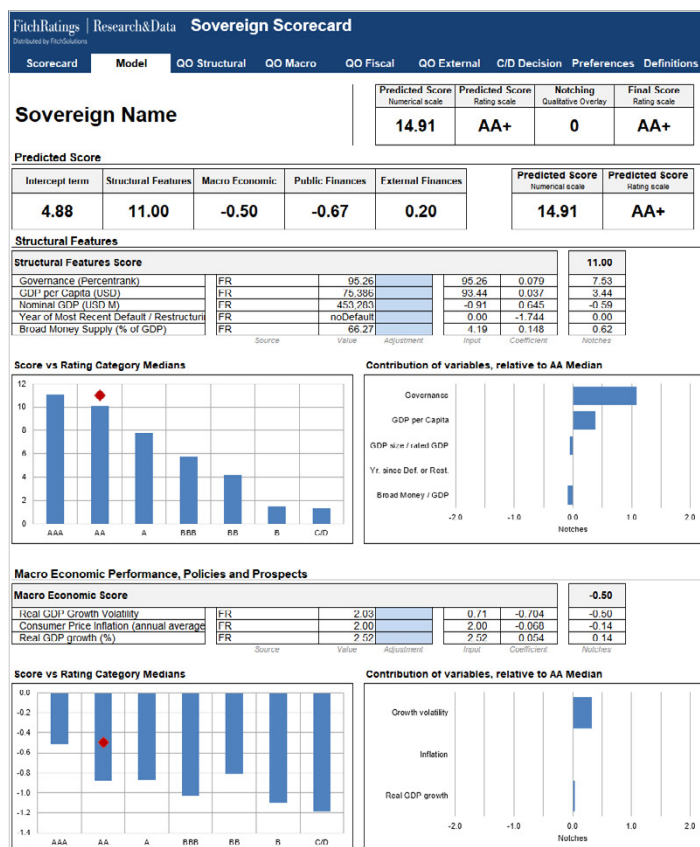 FitchRatings | Research&Data Sovereign Scorecard
Distributed by FitchSolutions
Scorecard Model QO Structural QO Macro QO Fiscal QO External C/D Decision Preferences Definitions
Sovereign Name
Predicted Score Predicted Score Notching Final Score
Numerical scale Rating scale Qualitative Overlay Rating scale
14.91 AA+ 0 AA+
Predicted Score
Intercept term Structural Features Macro Economic Public Finances External Finances Predicted Score Predicted Score
Numerical scale Rating scale
4.88 11.00 -0.50 -0.67 0.20 14.91 AA+
Structural Features
Structural Features Score 11.00
Governance (Percentrank) FR 95.26 95.26 0.079 7.53
GDP per Capita (USD) FR 75,386 93.44 0.037 3.44
Nominal GDP (USD M) FR 453,283 -0.91 0.645 -0.59
Year of Most Recent Default / Restructuri FR noDefault 0.00 -1.744 0.00
Broad Money Supply (% of GDP) FR 66.27 4.19 0.148 0.62
Source Value Adjustment Input Coefficient Notches
Score vs Rating Category Medians
12
10
8
6
4
2
0
AAA AA A BBB BB B C/D
Contribution of variables, relative to AA Median
Governance
GDP per Capita
GDP size / rated GDP
Yr. since Def. or Rest.
Broad Money / GDP
-2.0 -1.0 0.0 1.0 2.0
Notches
Macro Economic Performance, Policies and Prospects
Macro Economic Score -0.50
Real GDP Growth Volatility FR 2.03 0.71 -0.704 -0.50
Consumer Price Inflation (annual average FR 2.00 2.00 -0.068 -0.14
Real GDP growth (%) FR 2.52 2.52 0.054 0.14
Source Value Adjustment Input Coefficient Notches
Score vs Rating Category Medians
0.0
-0.2
-0.4
-0.6
-0.8
-1.0
-1.2
-1.4
AAA AA A BBB BB B C/D
Contribution of variables, relative to AA Median
Growth volatility
Inflation
Real GDP growth
-2.0 -1.0 0.0 1.0 2.0
Notches